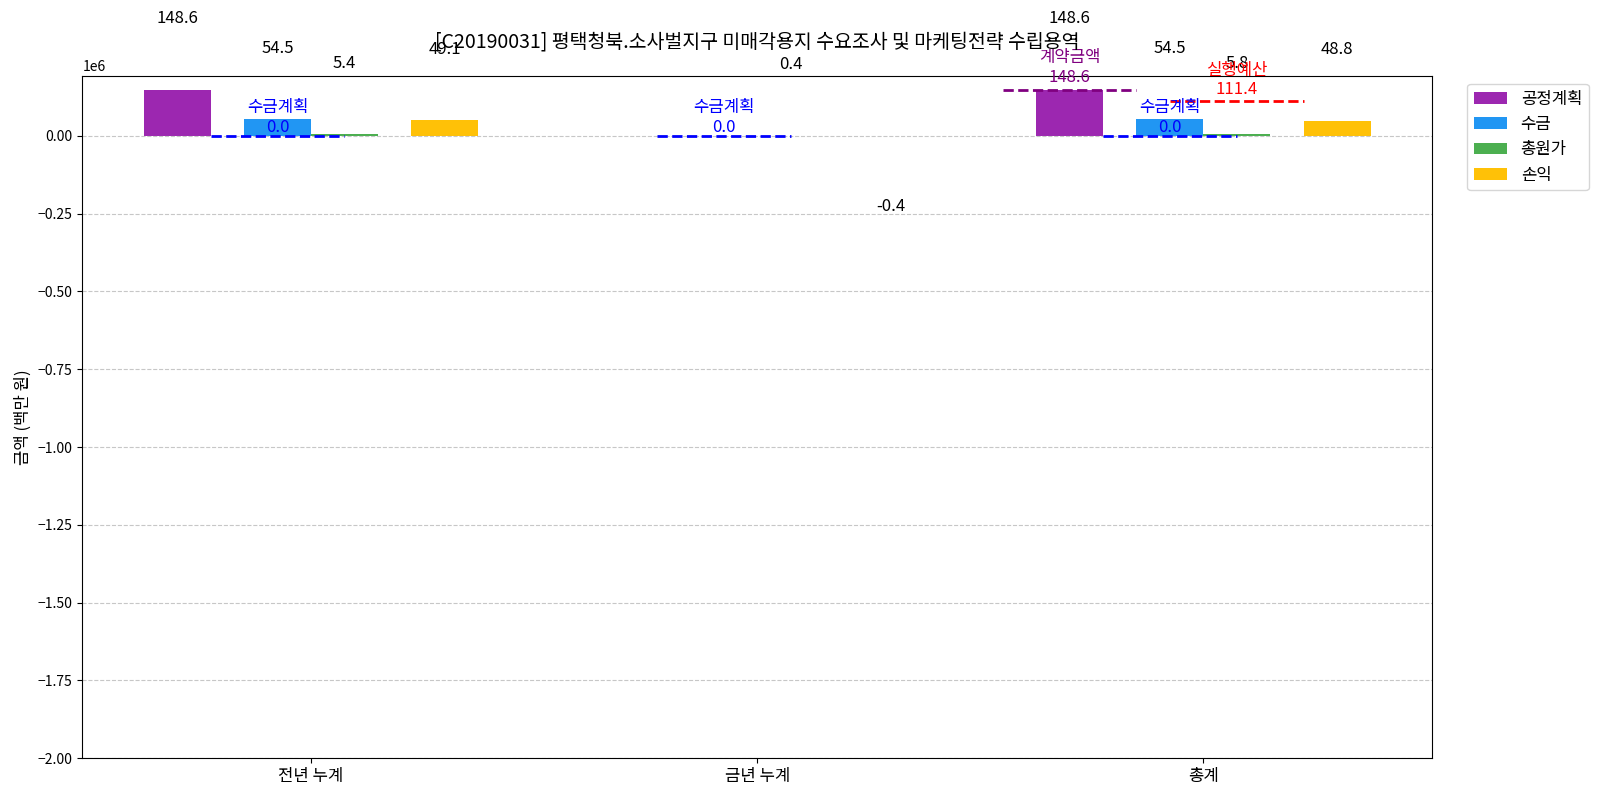 148.6
148.6
[C20190031] 평택청북.소사벌지구 미매각용지 수요조사 및 마케팅전략 수립용역
54.5
49.1
54.5
48.8
계약금액
5.4
0.4
5.8
1e6
실행예산
148.6
111.4
수금계획
수금계획
수금계획
0.0
0.0
0.0
공정계획
수금
총원가
손익
0.00
-0.4
−0.25
−0.50
−0.75
−1.00
−1.25
−1.50
−1.75
−2.00
금액 (백만 원)
전년 누계
금년 누계
총계